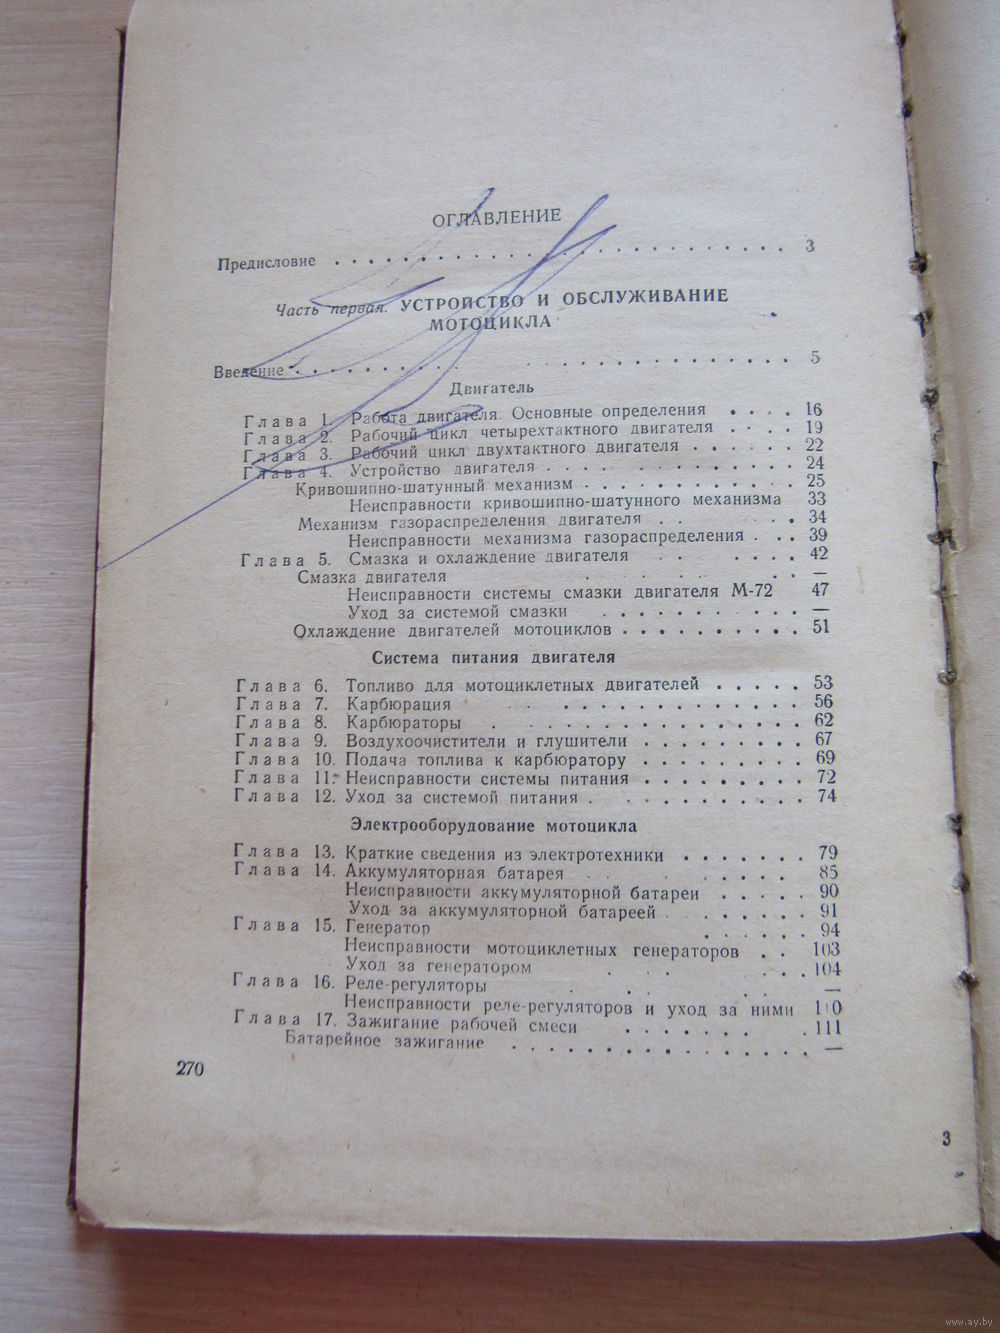 ОГЛАВЛЕНИЕ
Предисловие . . . . . . . . . . . . . . . . . . . . . . . . . . . 3
Часть первая. УСТРОЙСТВО И ОБСЛУЖИВАНИЕ
МОТОЦИКЛА
Введение . . . . . . . . . . . . . . . . . . . . . . . 5
Двигатель
Глава 1. Работа двигателя. Основные определения . . . . 16
Глава 2. Рабочий цикл четырехтактного двигателя . . . . 19
Глава 3. Рабочий цикл двухтактного двигателя . . . . . . 22
Глава 4. Устройство двигателя . . . . . . . . . . . . 24
Кривошипно-шатунный механизм . . . . . . . . . . . 25
Неисправности кривошипно-шатунного механизма 33
Механизм газораспределения двигателя . . . 34
Неисправности механизма газораспределения . . . 39
Глава 5. Смазка и охлаждение двигателя . . . . . . 42
Смазка двигателя . . . . . . —
Неисправности системы смазки двигателя М-72 47
Уход за системой смазки . . . . . . . . . . —
Охлаждение двигателей мотоциклов . . . . . . . . . 51
Система питания двигателя
Глава 6. Топливо для мотоциклетных двигателей . . . . . 53
Глава 7. Карбюрация . . . . . . . . . . . . . 56
Глава 8. Карбюраторы . . . . . . . . . . . . . . 62
Глава 9. Воздухоочистители и глушители . . . . . . . . . 67
Глава 10. Подача топлива к карбюратору . . . . . . . . . 69
Глава 11. Неисправности системы питания . . . . . . . . . 72
Глава 12. Уход за системой питания . . . . . . . . . . . 74
Электрооборудование мотоцикла
Глава 13. Краткие сведения из электротехники . . . . . . . 79
Глава 14. Аккумуляторная батарея . . . . . . . . 85
Неисправности аккумуляторной батареи . . . . . 90
Уход за аккумуляторной батареей . . . . . . . 91
Глава 15. Генератор . . . . . . 94
Неисправности мотоциклетных генераторов . . . 103
Уход за генератором . . . . . . 104
Глава 16. Реле-регуляторы . . . . . —
Неисправности реле-регуляторов и уход за ними 110
Глава 17. Зажигание рабочей смеси . . . . . . . . 111
Батарейное зажигание . . . . . . . . . . . . . . —
270
3
www.ay.by